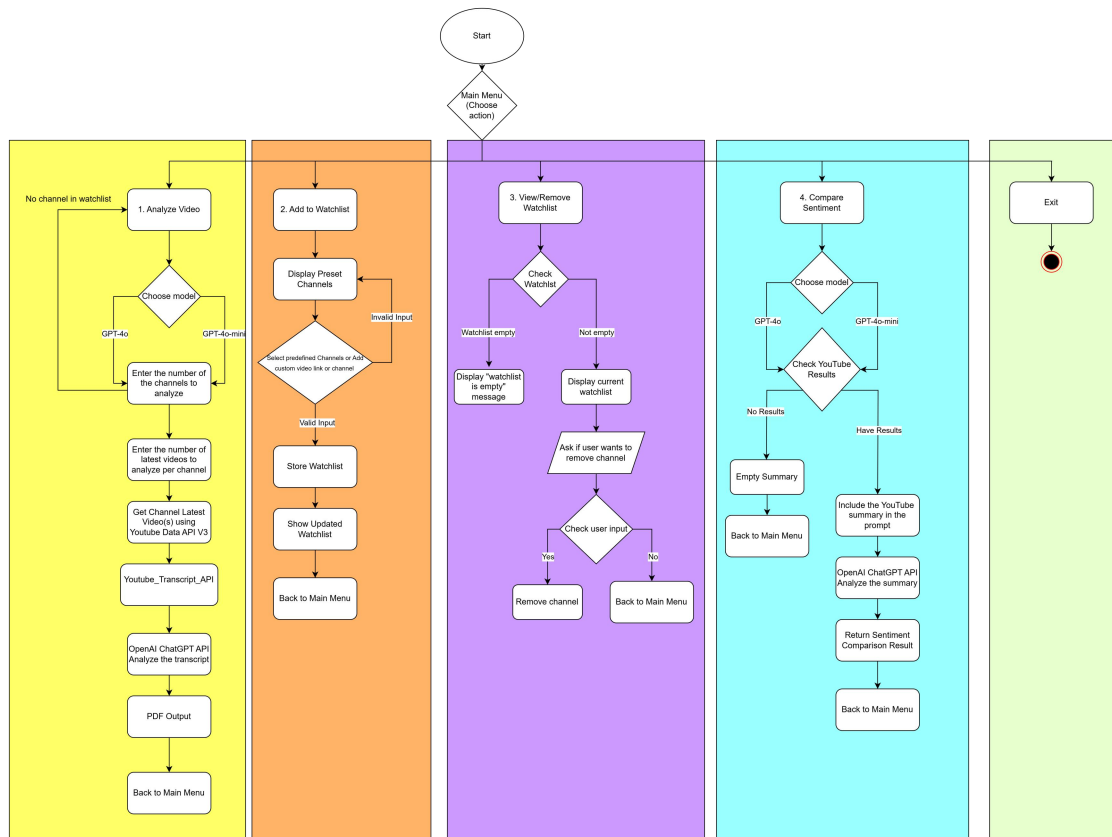 Start
Main Menu
(Choose
action)
No channel in watchlist
1. Analyze Video
Choose model
GPT-4o
GPT-4o-mini
Enter the number of
the channels to
analyze
Enter the number of
latest videos to
analyze per channel
Get Channel Latest
Video(s) using
Youtube Data API V3
Youtube_Transcript_API
OpenAI ChatGPT API
Analyze the transcript
PDF Output
Back to Main Menu
2. Add to Watchlist
Display Preset
Channels
Invalid Input
Select predefined Channels or Add
custom video link or channel
Valid Input
Store Watchlist
Show Updated
Watchlist
Back to Main Menu
3. View/Remove
Watchlist
Check
Watchlst
Watchlist empty
Not empty
Display "watchlist
is empty"
message
Display current
watchlist
Ask if user wants to
remove channel
Check user input
Yes
No
Remove channel
Back to Main Menu
4. Compare
Sentiment
Choose model
GPT-4o
GPT-4o-mini
Check YouTube
Results
No Results
Have Results
Empty Summary
Back to Main Menu
Include the YouTube
summary in the
prompt
OpenAI ChatGPT API
Analyze the summary
Return Sentiment
Comparison Result
Back to Main Menu
Exit